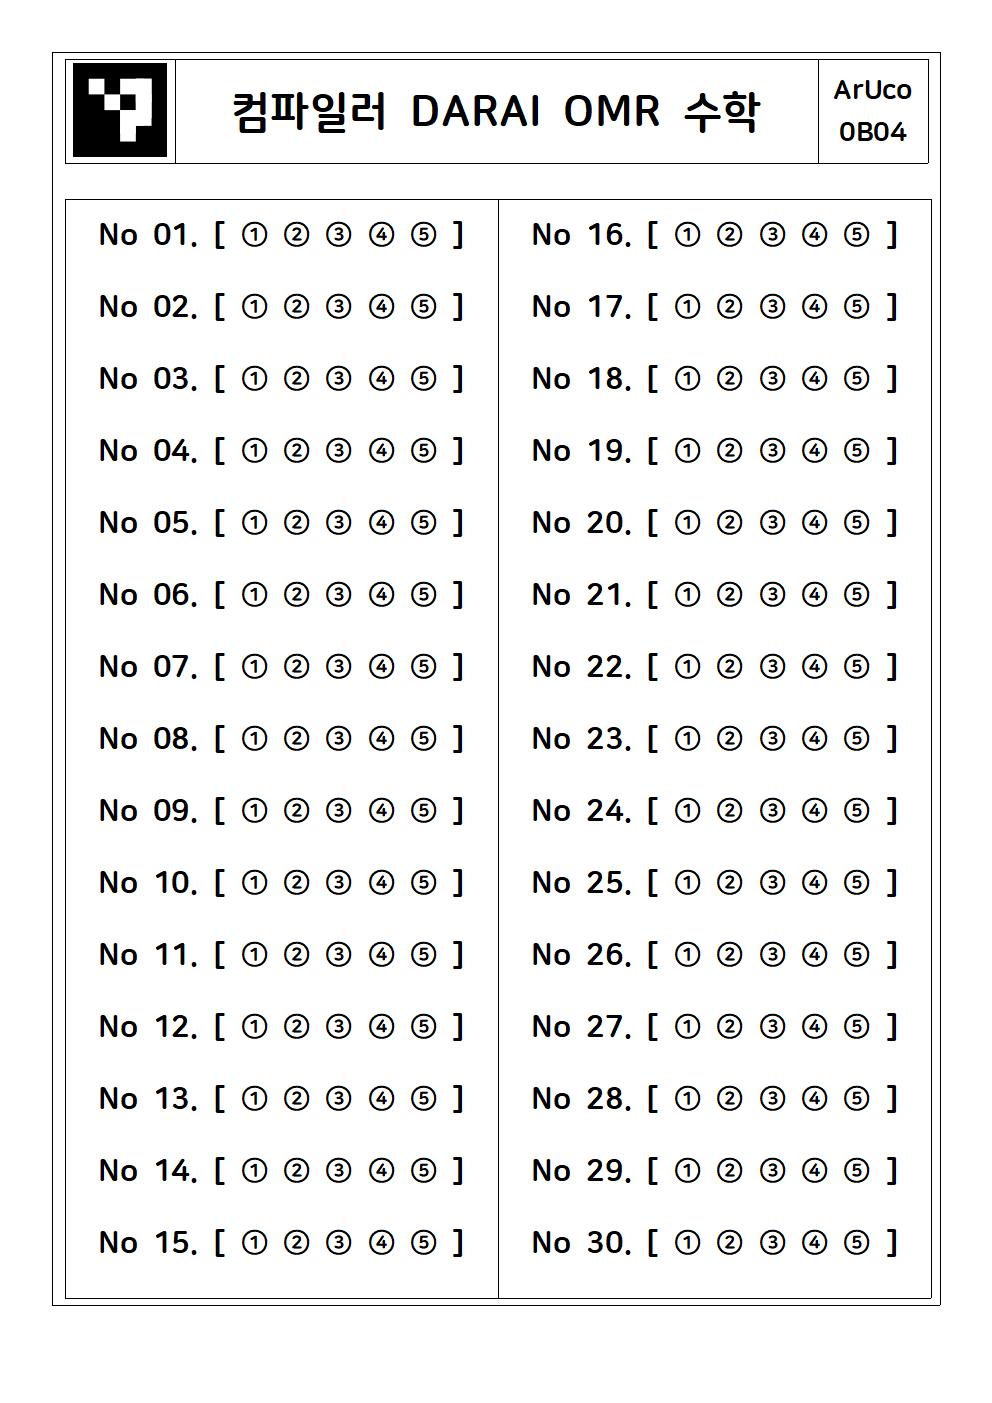 컴파일러 DARAI OMR 수학
ArUco
0B04
No 01. [ ① ② ③ ④ ⑤ ]
No 02. [ ① ② ③ ④ ⑤ ]
No 03. [ ① ② ③ ④ ⑤ ]
No 04. [ ① ② ③ ④ ⑤ ]
No 05. [ ① ② ③ ④ ⑤ ]
No 06. [ ① ② ③ ④ ⑤ ]
No 07. [ ① ② ③ ④ ⑤ ]
No 08. [ ① ② ③ ④ ⑤ ]
No 09. [ ① ② ③ ④ ⑤ ]
No 10. [ ① ② ③ ④ ⑤ ]
No 11. [ ① ② ③ ④ ⑤ ]
No 12. [ ① ② ③ ④ ⑤ ]
No 13. [ ① ② ③ ④ ⑤ ]
No 14. [ ① ② ③ ④ ⑤ ]
No 15. [ ① ② ③ ④ ⑤ ]
No 16. [ ① ② ③ ④ ⑤ ]
No 17. [ ① ② ③ ④ ⑤ ]
No 18. [ ① ② ③ ④ ⑤ ]
No 19. [ ① ② ③ ④ ⑤ ]
No 20. [ ① ② ③ ④ ⑤ ]
No 21. [ ① ② ③ ④ ⑤ ]
No 22. [ ① ② ③ ④ ⑤ ]
No 23. [ ① ② ③ ④ ⑤ ]
No 24. [ ① ② ③ ④ ⑤ ]
No 25. [ ① ② ③ ④ ⑤ ]
No 26. [ ① ② ③ ④ ⑤ ]
No 27. [ ① ② ③ ④ ⑤ ]
No 28. [ ① ② ③ ④ ⑤ ]
No 29. [ ① ② ③ ④ ⑤ ]
No 30. [ ① ② ③ ④ ⑤ ]